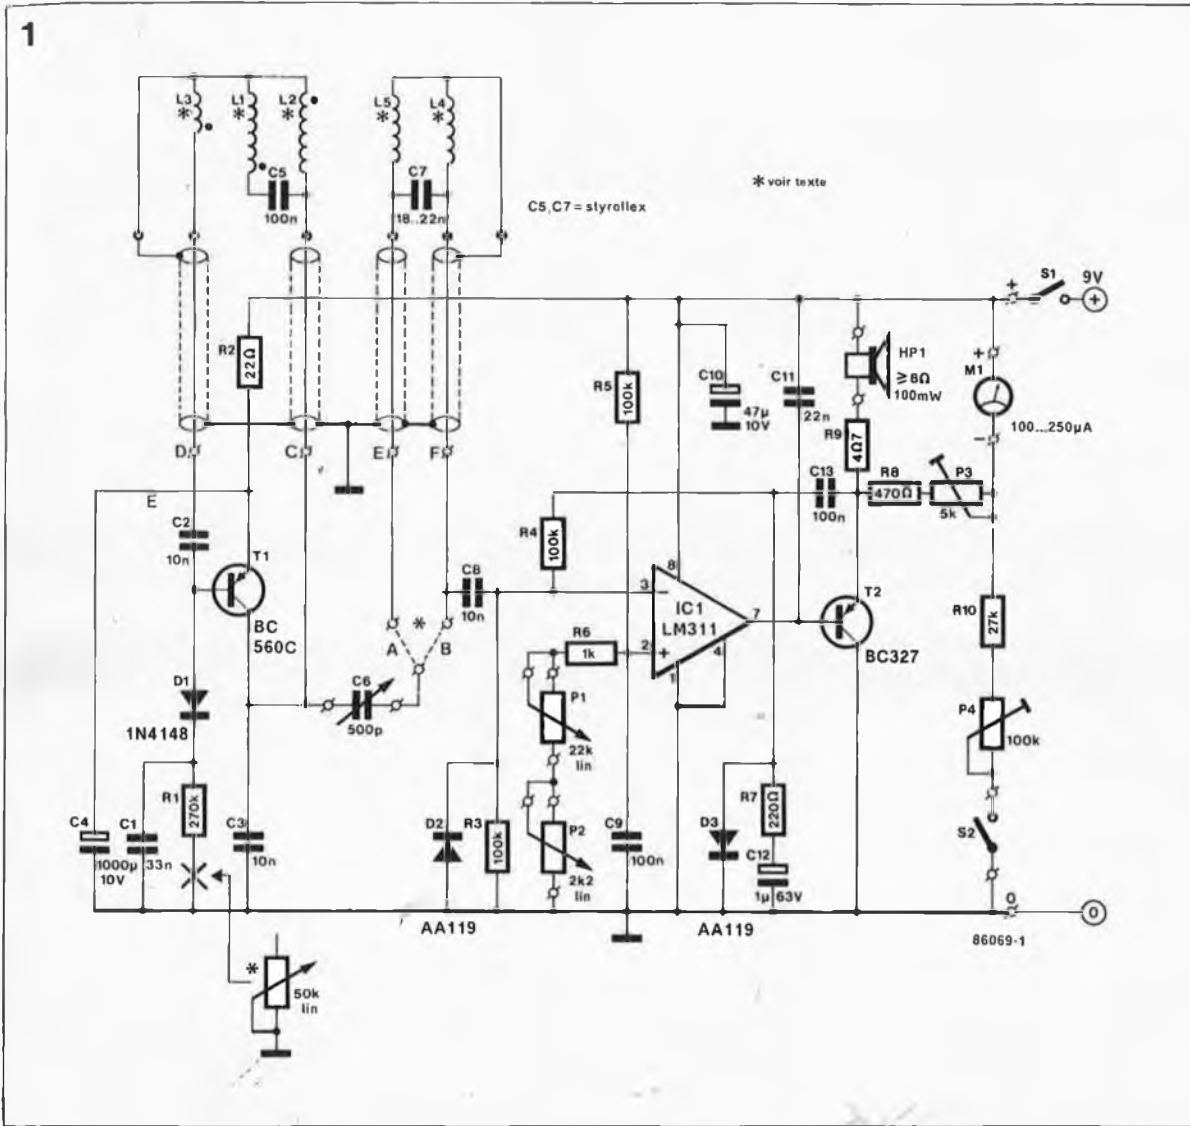 1
L3
*
L1
*
L2
*
L5
*
L4
*
C5
100n
C7
18..22n
* voir texte
C5, C7 = styroflex
S1
9V
+
+
R2
22Ω
R5
100k
C10
47µ
10V
C11
22n
HP1
≥8Ω
100mW
+
M1
−
100...250µA
R9
4Ω7
D
C
E
F
E
C2
10n
T1
BC
560C
R4
100k
C13
100n
R8
470Ω
P3
5k
C8
10n
A
*
B
3
−
8
IC1
LM311
7
2
+
4
1
R6
1k
T2
BC327
R10
27k
D1
1N4148
C6
500p
P1
22k
lin
P4
100k
C4
1000µ
10V
C1
33n
R1
270k
C3
10n
D2
R3
100k
P2
2k2
lin
C9
100n
D3
R7
220Ω
C12
1µ 63V
S2
AA119
AA119
0
0
86069-1
*
50k
lin